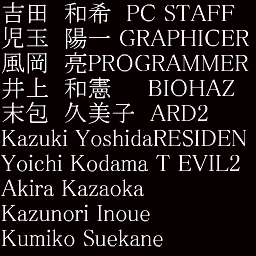 吉田 和希 PC STAFF
児玉 陽一 GRAPHICER
風岡 亮PROGRAMMER
井上 和憲 BIOHAZ
末包 久美子 ARD2
Kazuki YoshidaRESIDEN
Yoichi Kodama T EVIL2
Akira Kazaoka
Kazunori Inoue
Kumiko Suekane